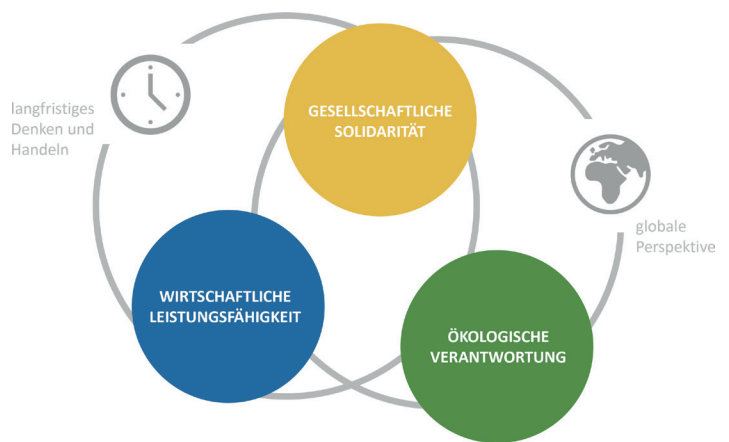 langfristiges
Denken und
Handeln
GESELLSCHAFTLICHE
SOLIDARITÄT
globale
Perspektive
WIRTSCHAFTLICHE
LEISTUNGSFÄHIGKEIT
ÖKOLOGISCHE
VERANTWORTUNG